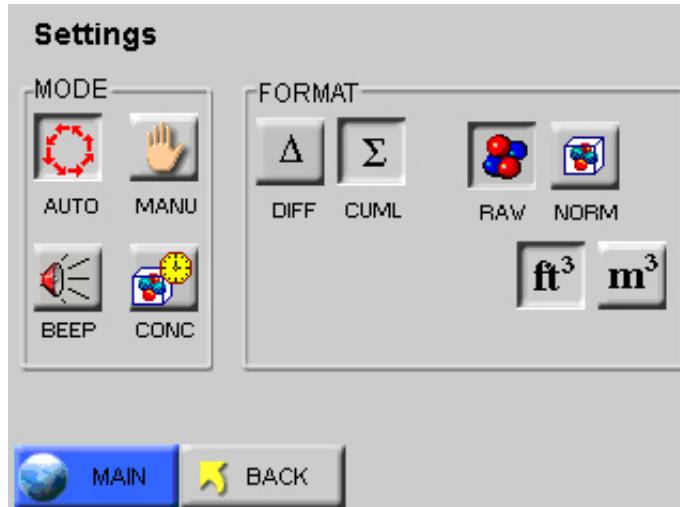 Settings
MODE
FORMAT
AUTO MANU
BEEP CONC
Δ Σ
DIFF CUML
RAW NORM
ft³ m³
MAIN BACK